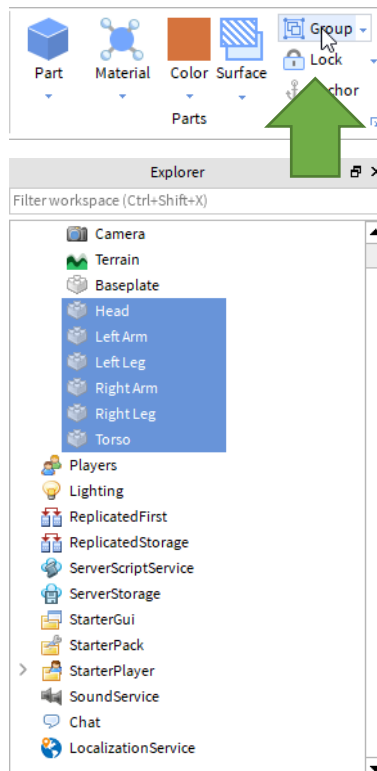 Group
Part Material Color Surface Lock
Parts
Explorer
Filter workspace (Ctrl+Shift+X)
Camera
Terrain
Baseplate
Head
Left Arm
Left Leg
Right Arm
Right Leg
Torso
Players
Lighting
ReplicatedFirst
ReplicatedStorage
ServerScriptService
ServerStorage
StarterGui
StarterPack
StarterPlayer
SoundService
Chat
LocalizationService